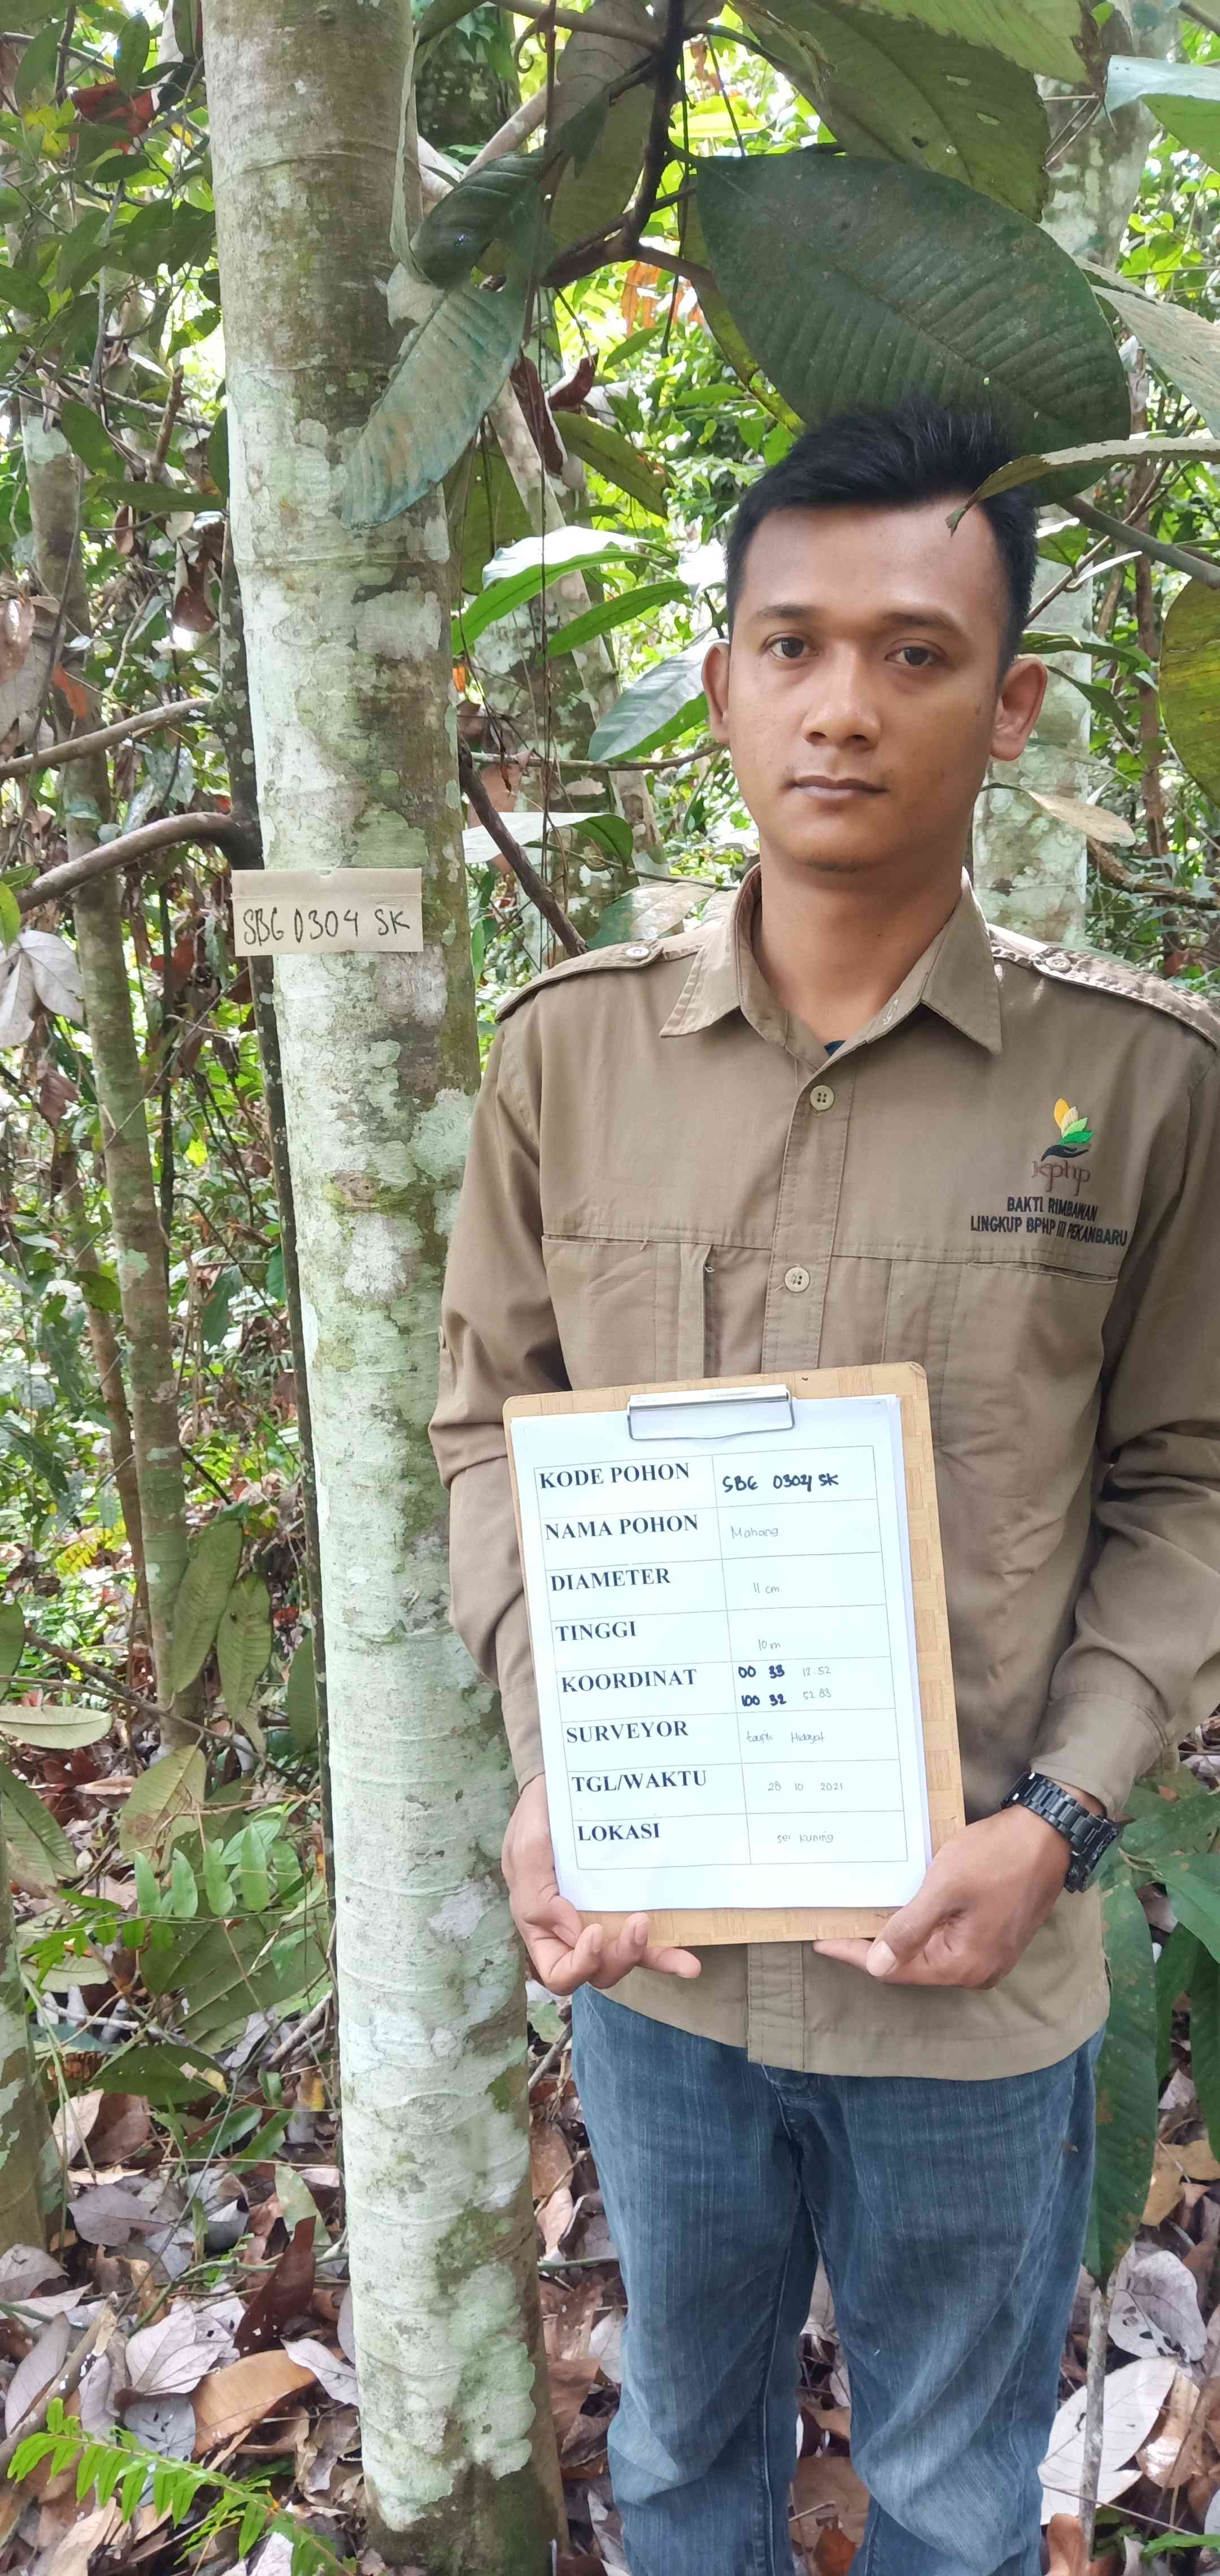 SBG 0304 SK
kphp
BAKTI RIMBAWAN
LINGKUP BPHP III PEKANBARU
KODE POHON SBG 0304 SK
NAMA POHON Mahang
DIAMETER 11 cm
TINGGI 10 m
KOORDINAT 00 33 12.52
100 32 52.83
SURVEYOR taufik Hidayat
TGL/WAKTU 28 10 2021
LOKASI sei kuning